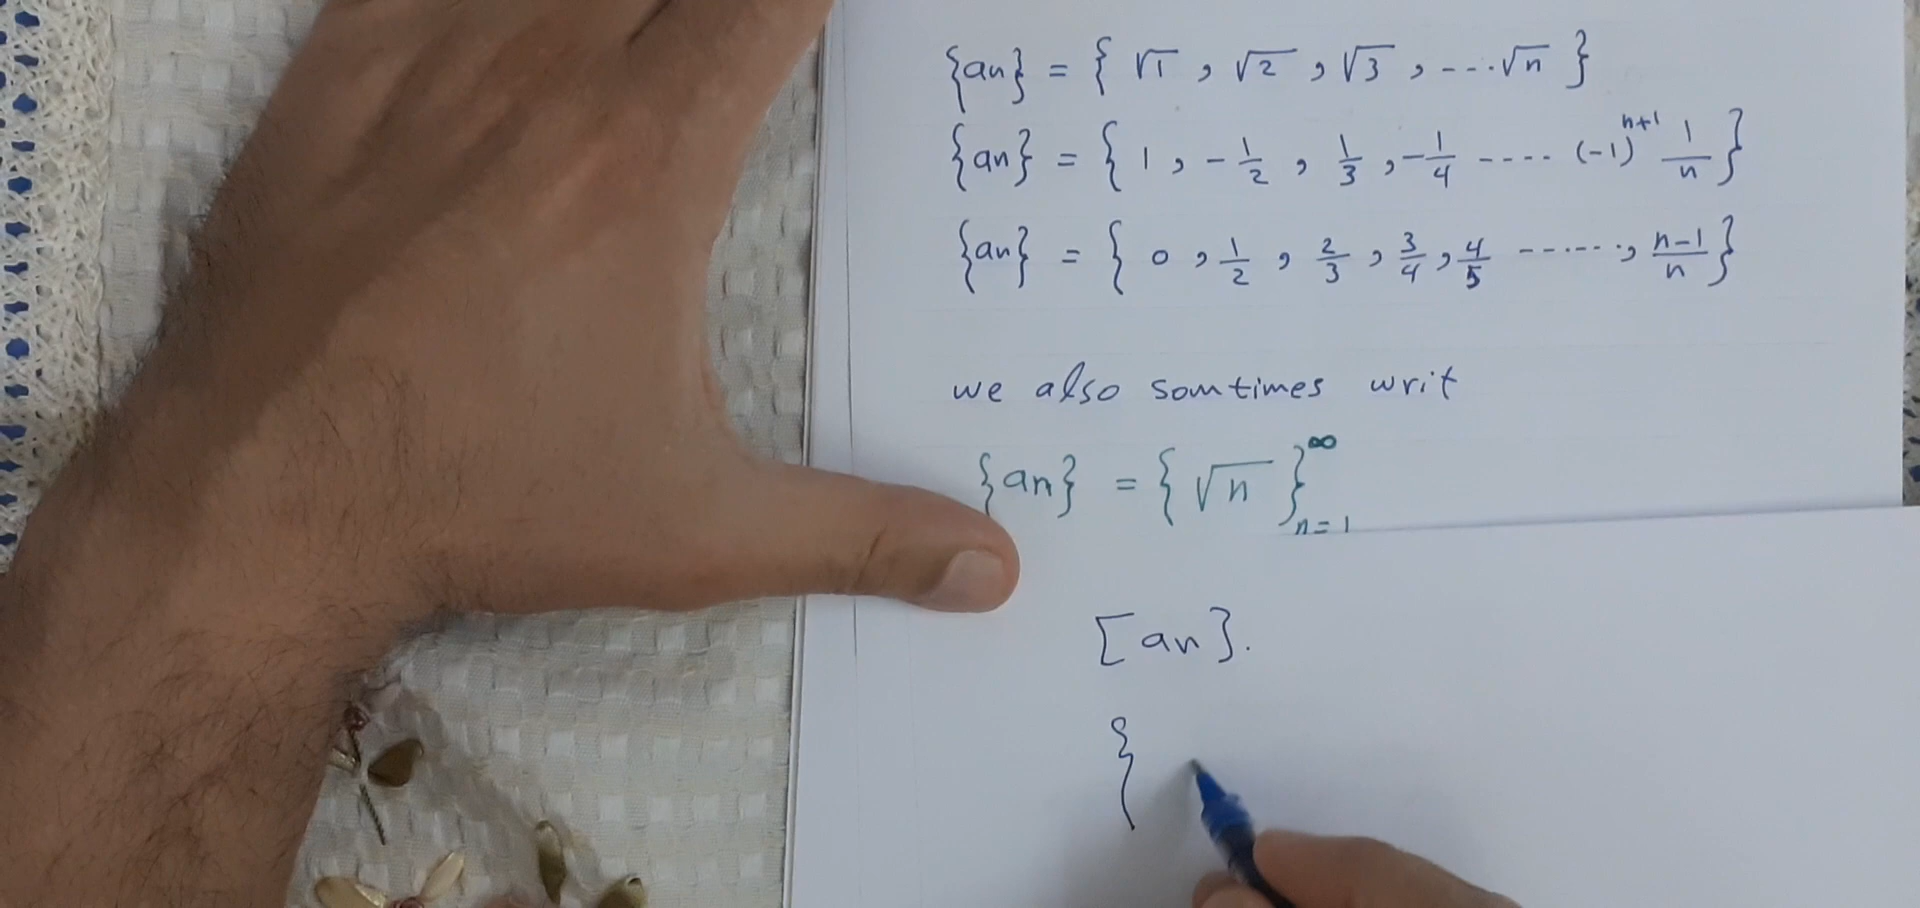 {an} = { √1 , √2 , √3 , ---. √n }
{an} = { 1 , - 1/2 , 1/3 , - 1/4 ---- (-1)^n+1 1/n }
{an} = { 0 , 1/2 , 2/3 , 3/4 , 4/5 ------ , n-1/n }
we also somtimes writ
{an} = { √n }^∞_n=1
[an}.
{